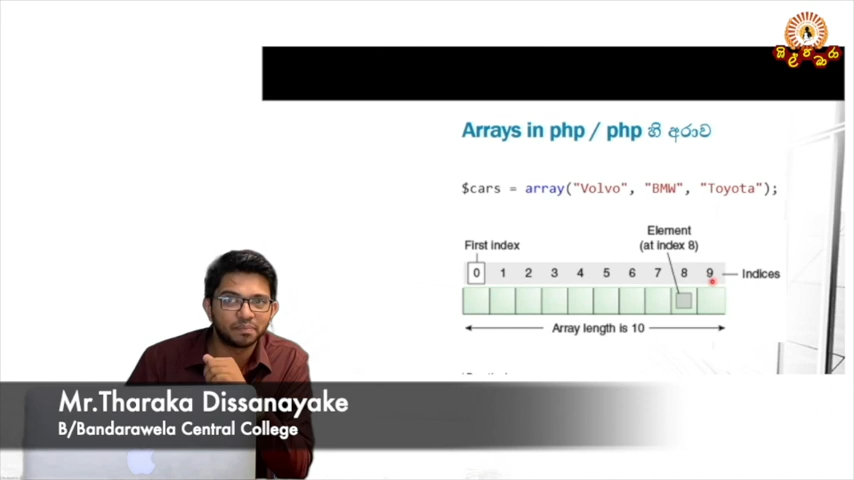 සිල්ප කාරා
Arrays in php / php හි අරාව
$cars = array("Volvo", "BMW", "Toyota");
Element
(at index 8)
First index
0 1 2 3 4 5 6 7 8 9
Indices
Array length is 10
Mr.Tharaka Dissanayake
B/Bandarawela Central College